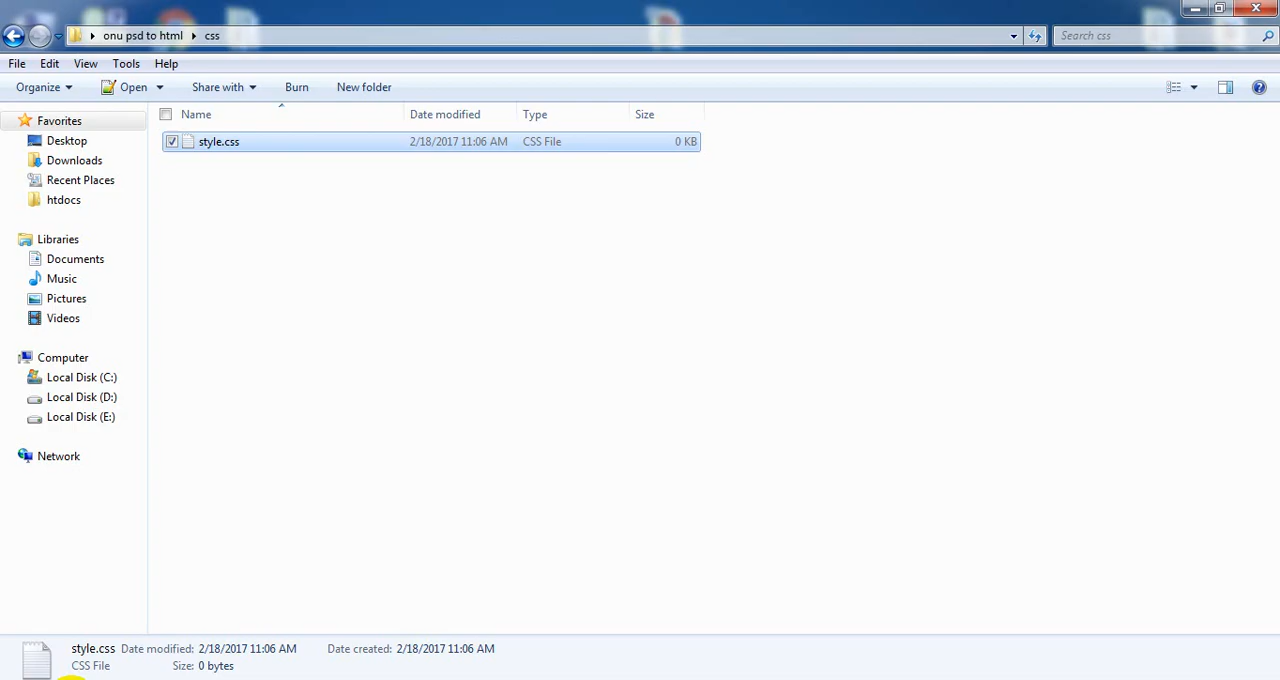 onu psd to html css
Search css
File Edit View Tools Help
Organize Open Share with Burn New folder
Name Date modified Type Size
style.css 2/18/2017 11:06 AM CSS File 0 KB
Favorites
Desktop
Downloads
Recent Places
htdocs
Libraries
Documents
Music
Pictures
Videos
Computer
Local Disk (C:)
Local Disk (D:)
Local Disk (E:)
Network
style.css Date modified: 2/18/2017 11:06 AM Date created: 2/18/2017 11:06 AM
CSS File Size: 0 bytes